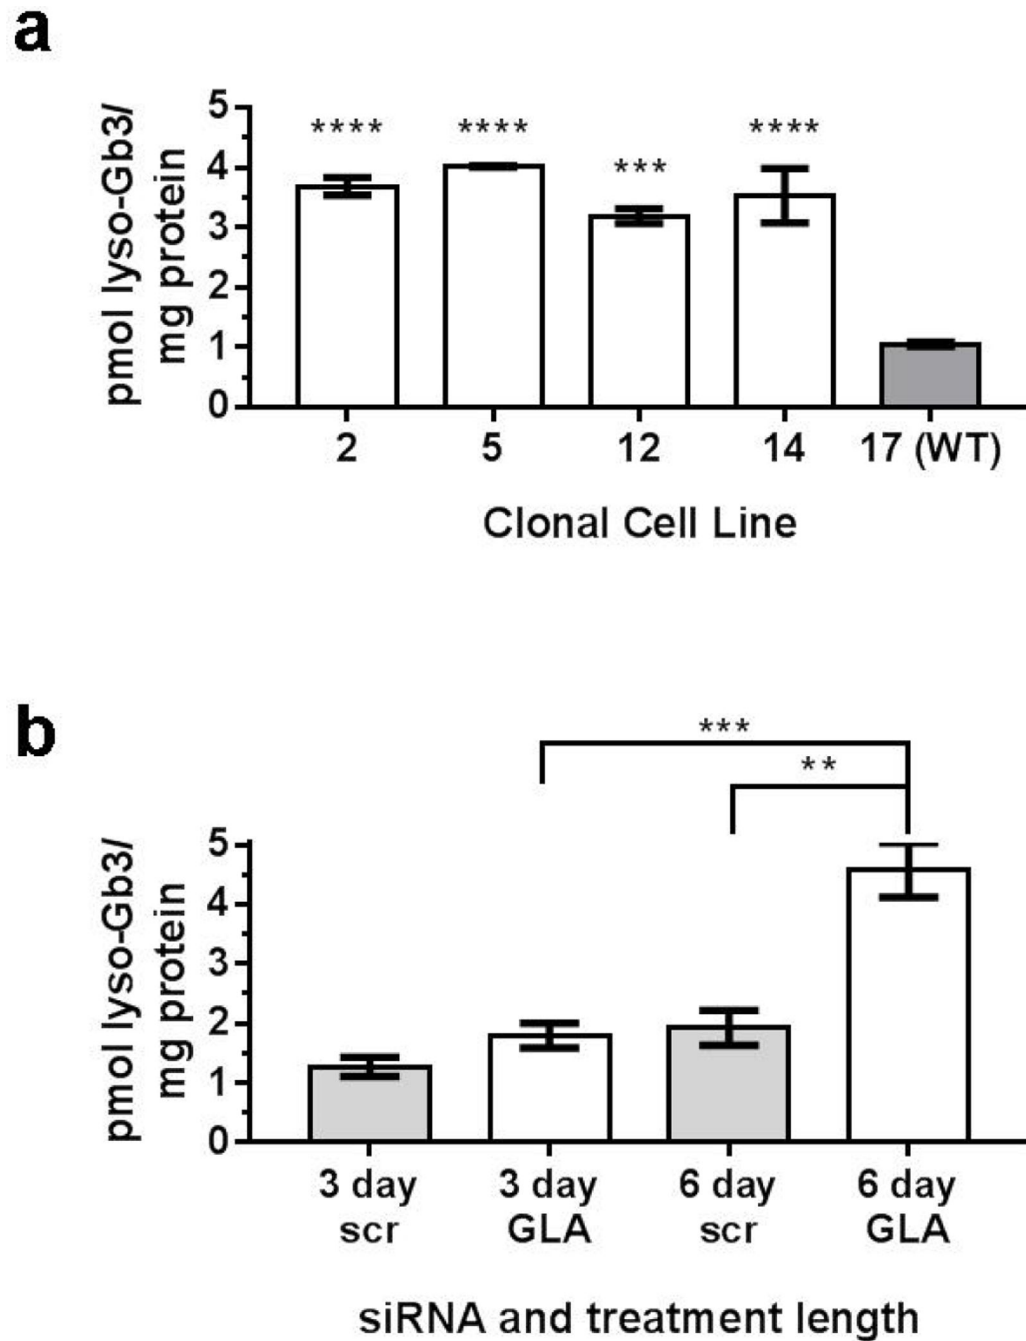 a
pmol lyso-Gb3/
mg protein
5
4
3
2
1
0
**** **** *** ****
2 5 12 14 17 (WT)
Clonal Cell Line
b
***
**
pmol lyso-Gb3/
mg protein
5
4
3
2
1
0
3 day 3 day 6 day 6 day
scr GLA scr GLA
siRNA and treatment length